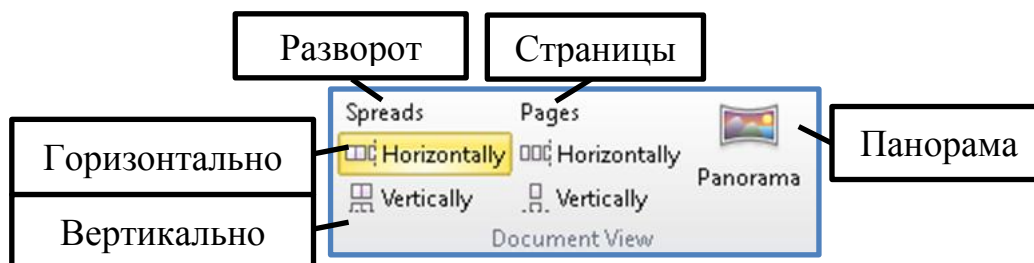 Разворот
Страницы
Spreads
Pages
Горизонтально
Horizontally
Horizontally
Panorama
Панорама
Вертикально
Vertically
Vertically
Document View